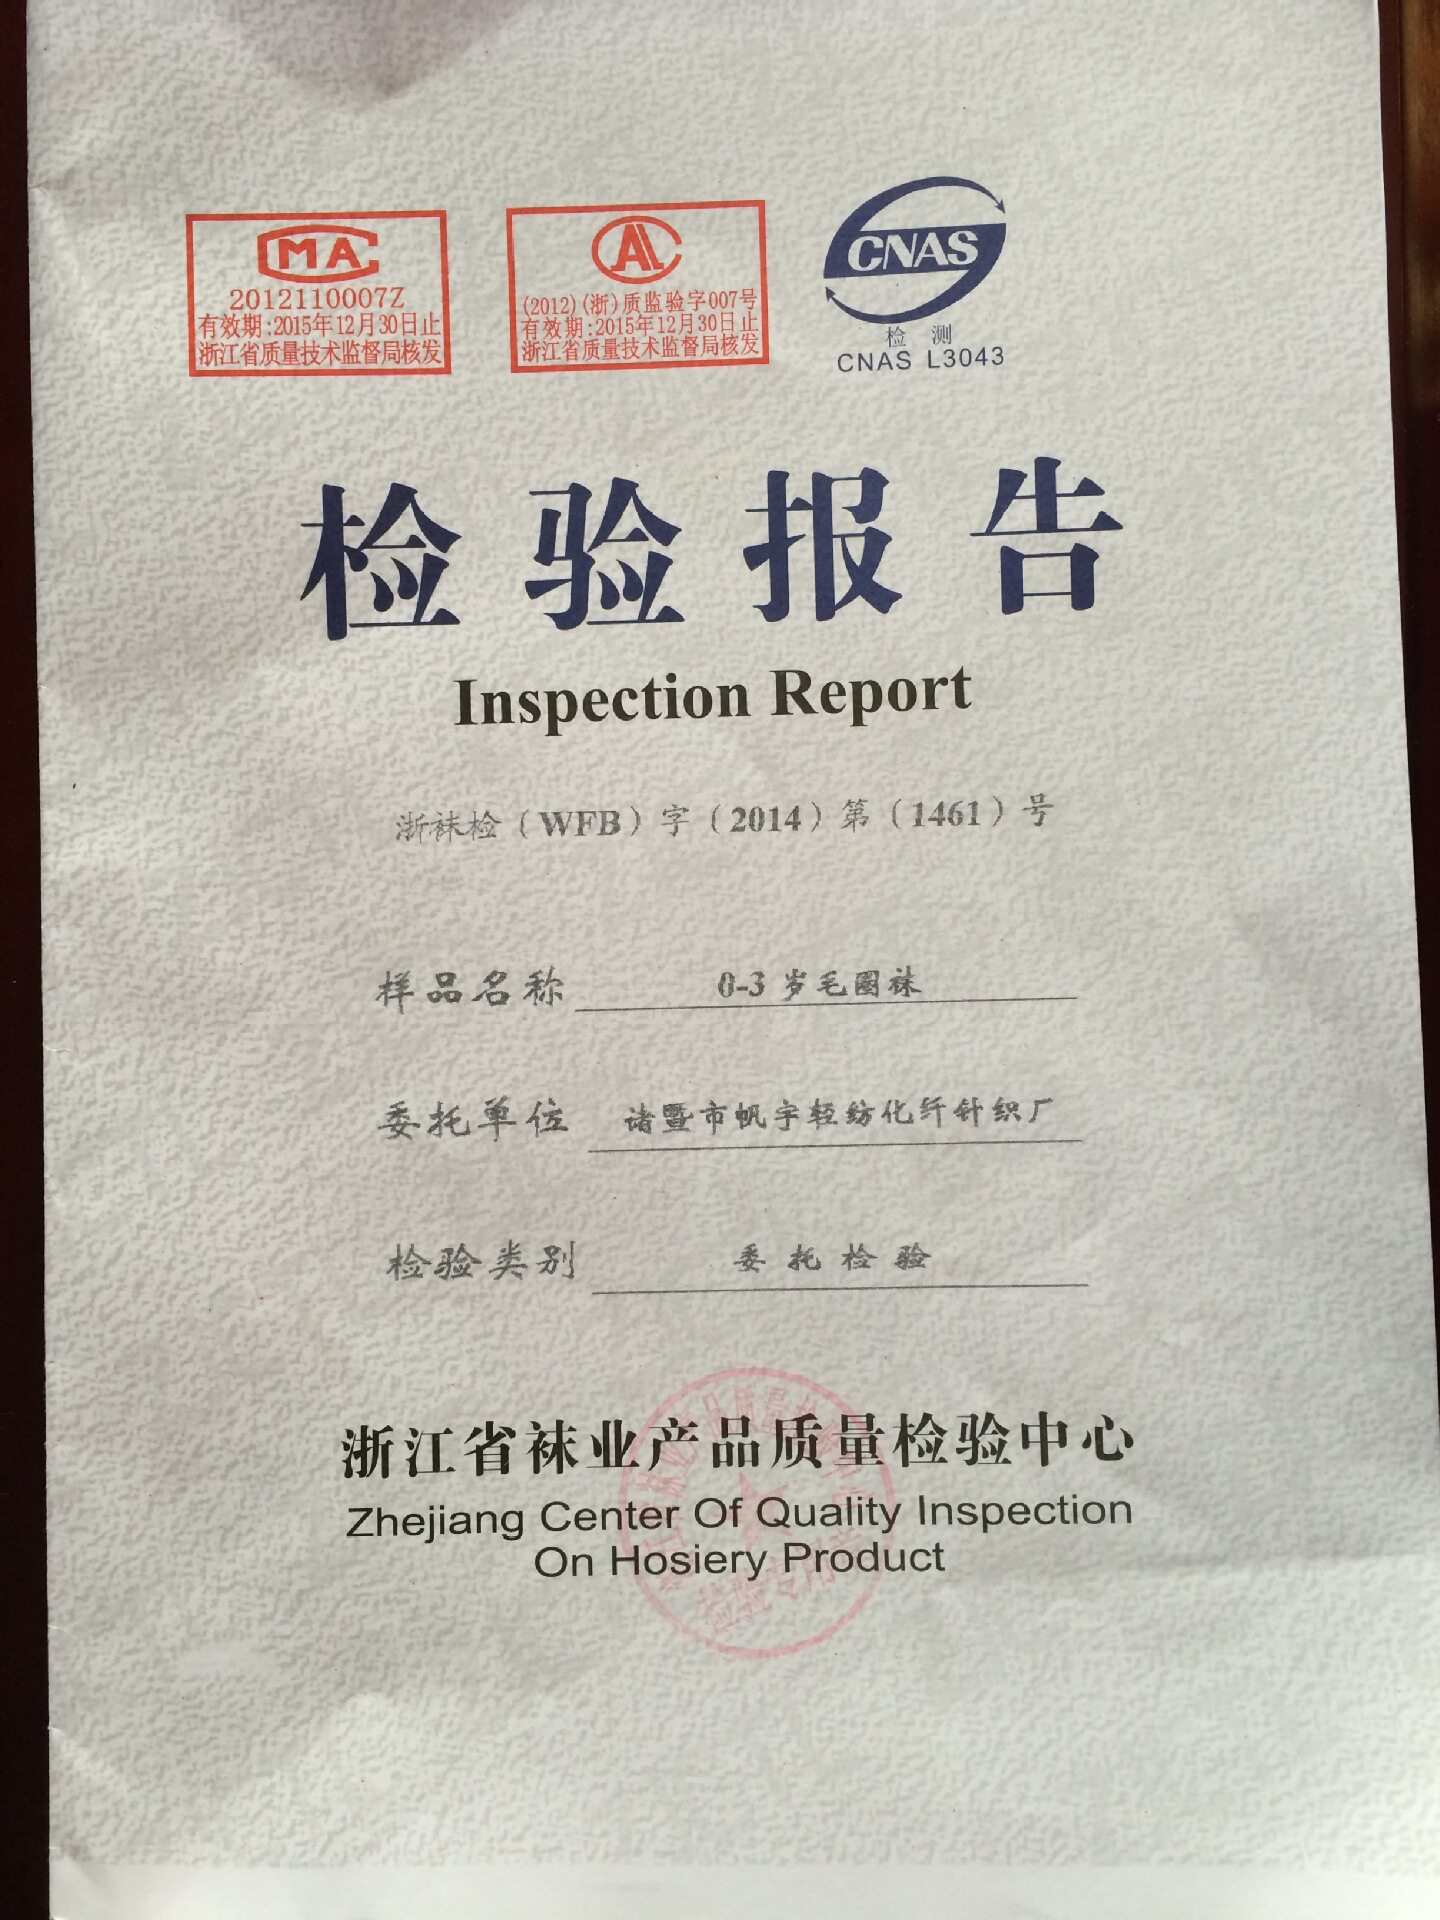 CMA
2012110007Z
有效期:2015年12月30日止
浙江省质量技术监督局核发
CAL
(2012)(浙)质监验字007号
有效期:2015年12月30日止
浙江省质量技术监督局核发
CNAS
检 测
CNAS L3043
检验报告
Inspection Report
浙袜检（WFB）字（2014）第（1461）号
样品名称 0-3 岁毛圈袜
委托单位 诸暨市帆宇轻纺化纤针织厂
检验类别 委托检验
浙江省袜业产品质量检验中心
Zhejiang Center Of Quality Inspection
On Hosiery Product
检验专用